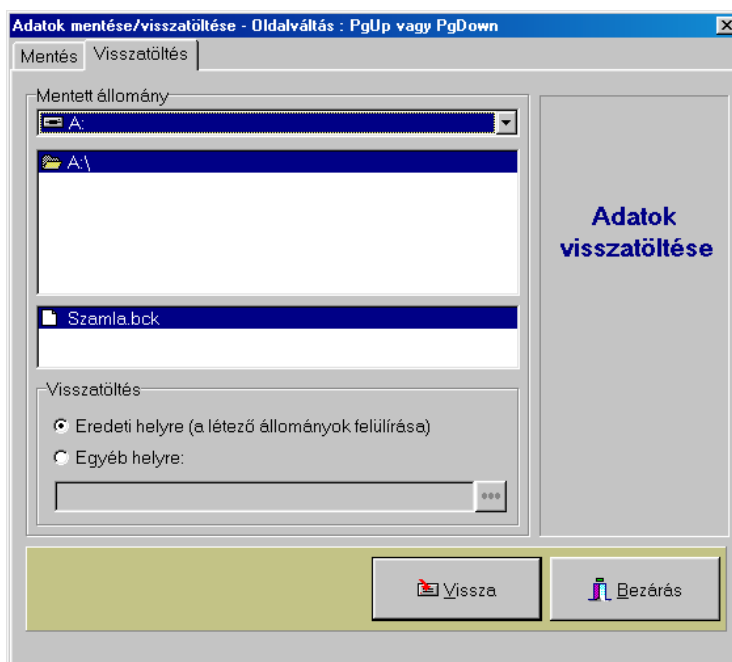 Adatok mentése/visszatöltése - Oldalváltás : PgUp vagy PgDown
Mentés Visszatöltés
Mentett állomány
A:
A:\
Szamla.bck
Adatok
visszatöltése
Visszatöltés
Eredeti helyre (a létező állományok felülírása)
Egyéb helyre:
Vissza
Bezárás